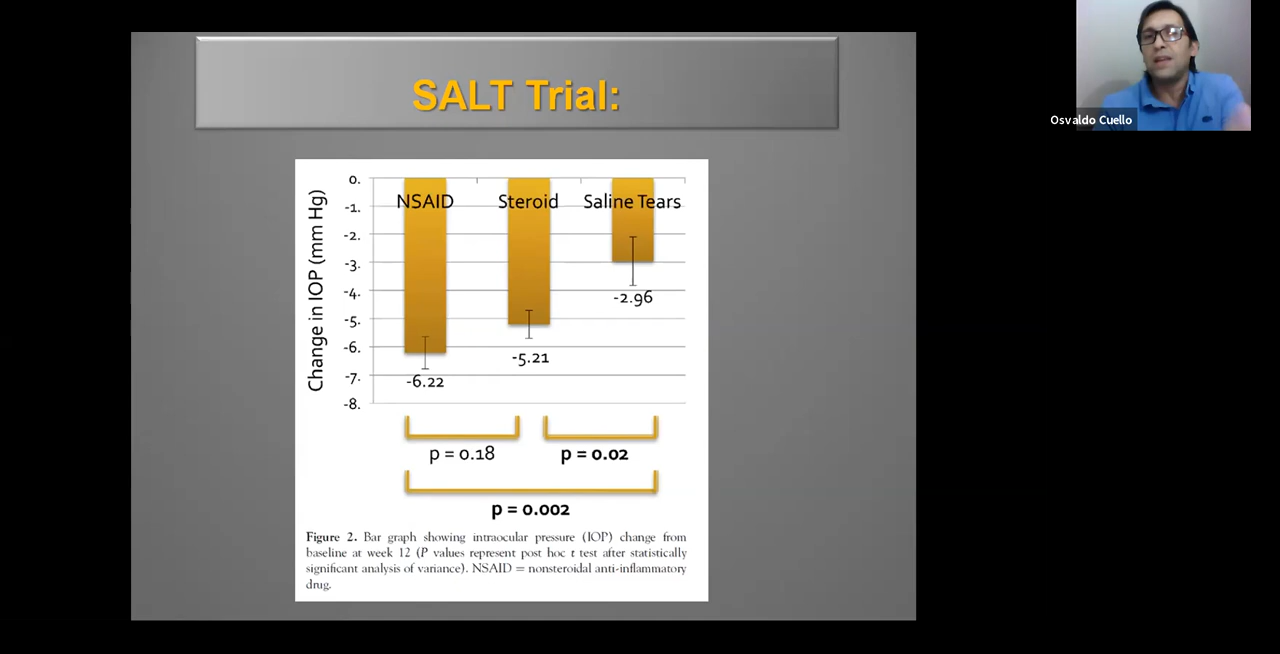 SALT Trial:
Osvaldo Cuello
Change in IOP (mm Hg)
0.
-1.
-2.
-3.
-4.
-5.
-6.
-7.
-8.
NSAID Steroid Saline Tears
-6.22
-5.21
-2.96
p = 0.18 p = 0.02
p = 0.002
Figure 2. Bar graph showing intraocular pressure (IOP) change from
baseline at week 12 (P values represent post hoc t test after statistically
significant analysis of variance). NSAID = nonsteroidal anti-inflammatory
drug.